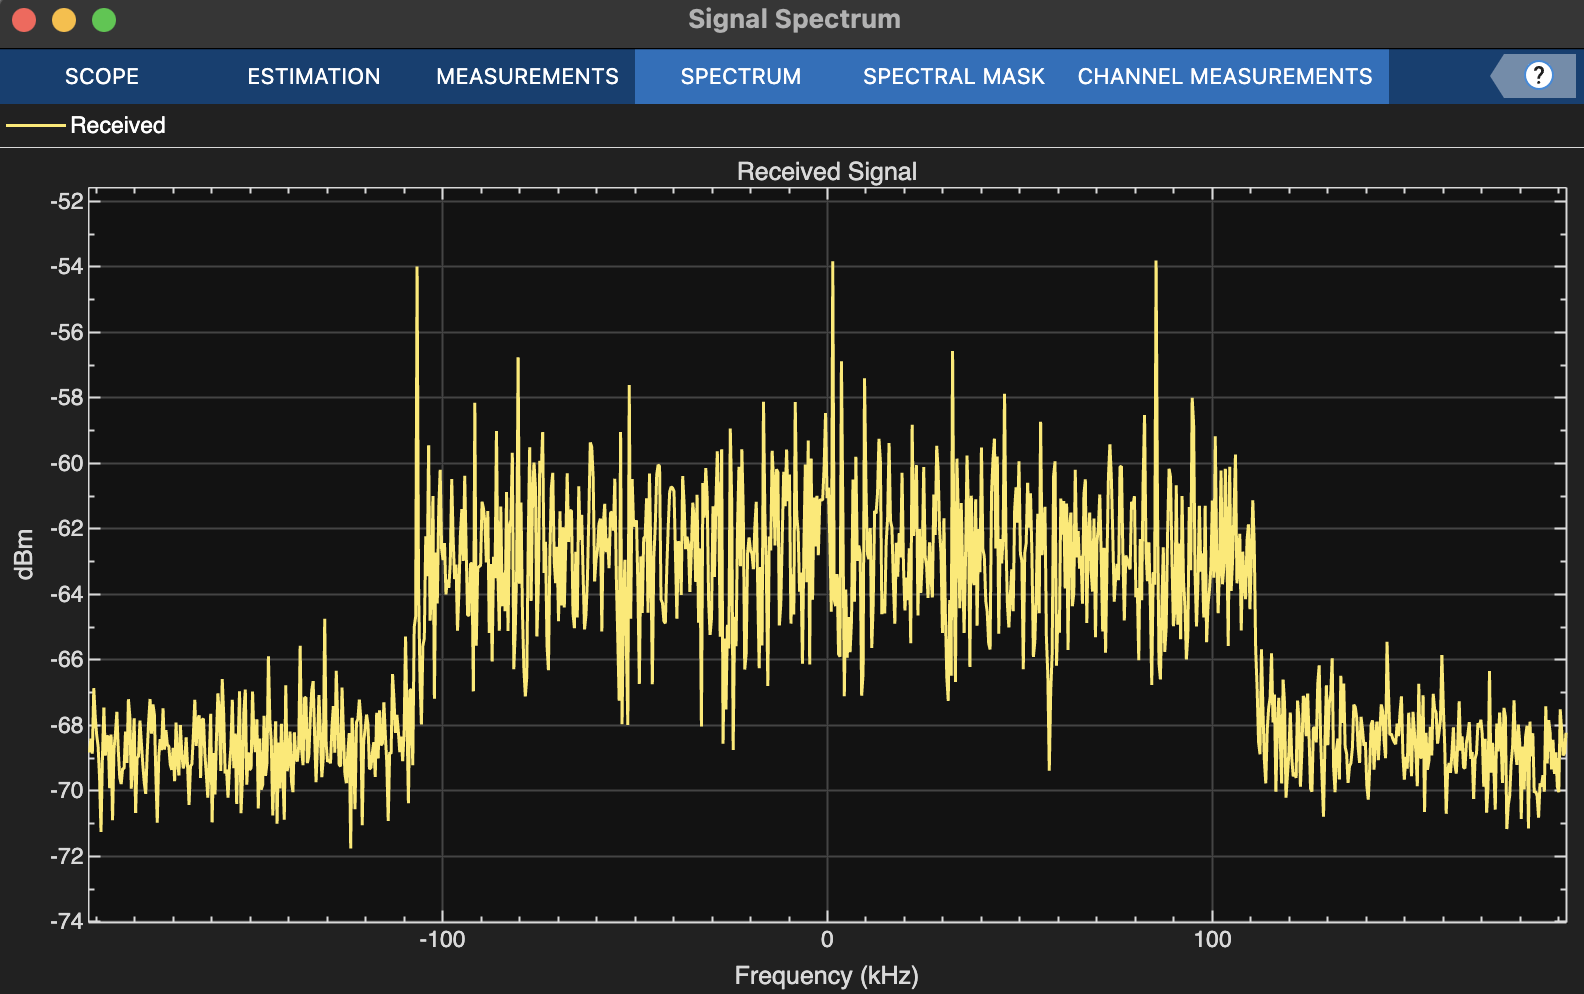 Signal Spectrum
SCOPE ESTIMATION MEASUREMENTS SPECTRUM SPECTRAL MASK CHANNEL MEASUREMENTS ?
Received
Received Signal
-52
-54
-56
-58
-60
-62
-64
-66
-68
-70
-72
-74
dBm
-100 0 100
Frequency (kHz)